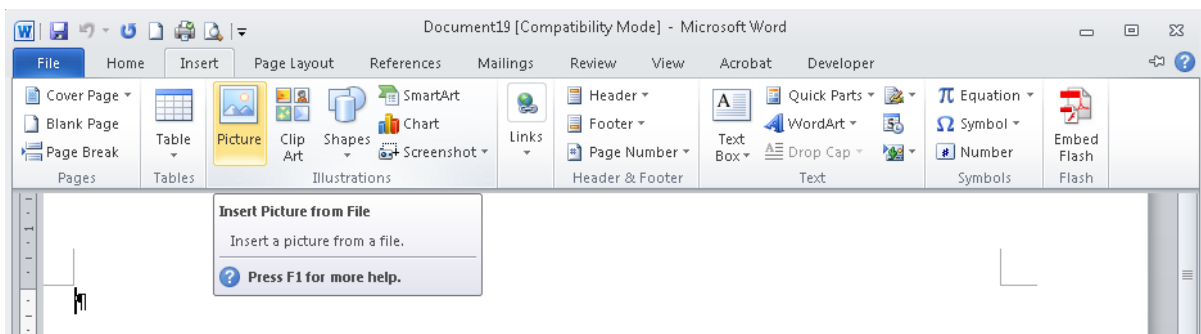 Document19 [Compatibility Mode] - Microsoft Word
File Home Insert Page Layout References Mailings Review View Acrobat Developer
Cover Page
Blank Page
Page Break
Pages
Table
Tables
Picture
Clip Art
Shapes
SmartArt
Chart
Screenshot
Illustrations
Links
Header
Footer
Page Number
Header & Footer
Text Box
Quick Parts
WordArt
Drop Cap
Text
π Equation
Ω Symbol
Number
Symbols
Embed Flash
Flash
Insert Picture from File
Insert a picture from a file.
Press F1 for more help.
¶